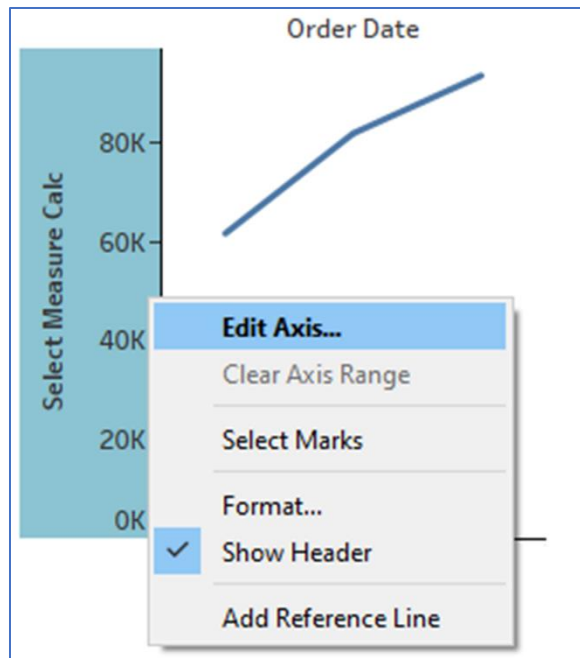 Order Date
Select Measure Calc
80K
60K
40K
20K
0K
Edit Axis...
Clear Axis Range
Select Marks
Format...
Show Header
Add Reference Line